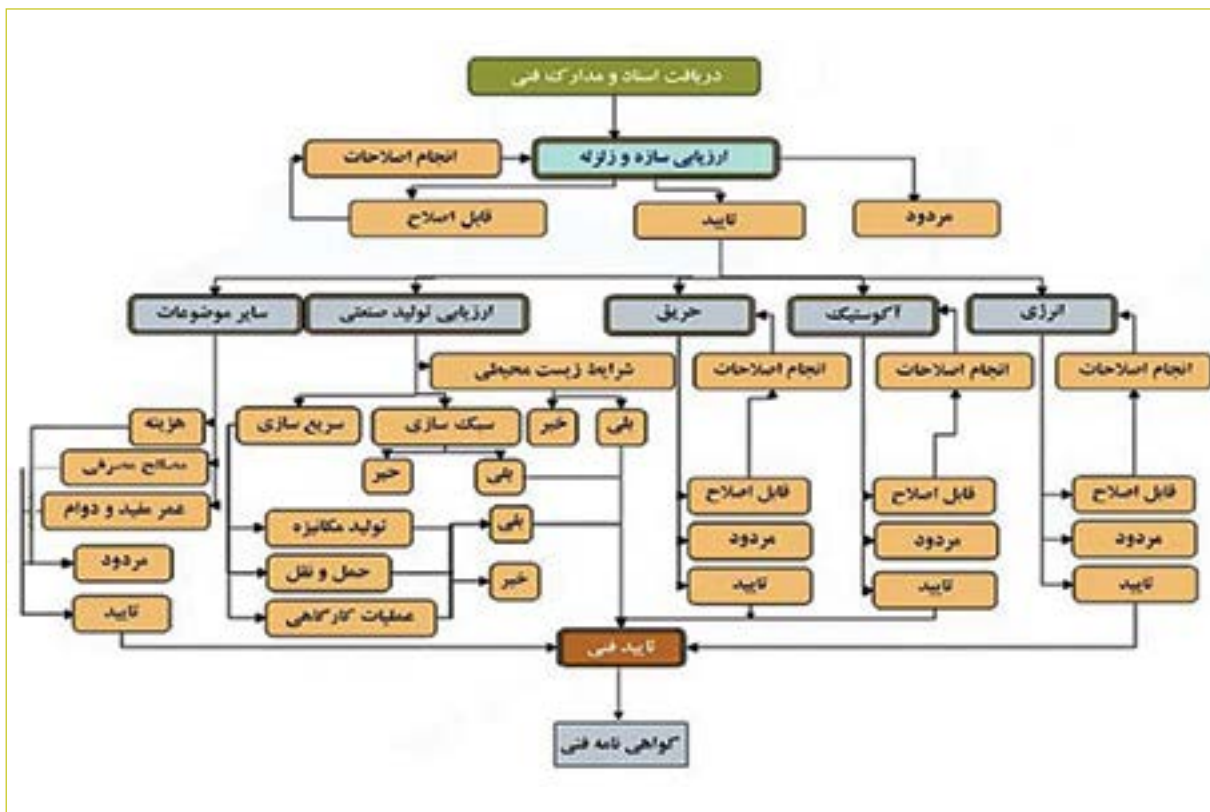 دریافت اسناد و مدارک فنی
ارزیابی سازه و زلزله
انجام اصلاحات
مردود
تایید
قابل اصلاح
انرژی
آکوستیک
حریق
ارزیابی تولید صنعتی
سایر موضوعات
انجام اصلاحات
انجام اصلاحات
انجام اصلاحات
شرایط زیست محیطی
بلی
خیر
سبک سازی
سریع سازی
هزینه
بلی
خیر
مصالح مصرفی
قابل اصلاح
قابل اصلاح
قابل اصلاح
عمر مفید و دوام
بلی
تولید مکانیزه
مردود
مردود
مردود
مردود
خیر
حمل و نقل
تایید
تایید
تایید
عملیات کارگاهی
تایید
تایید فنی
گواهی نامه فنی